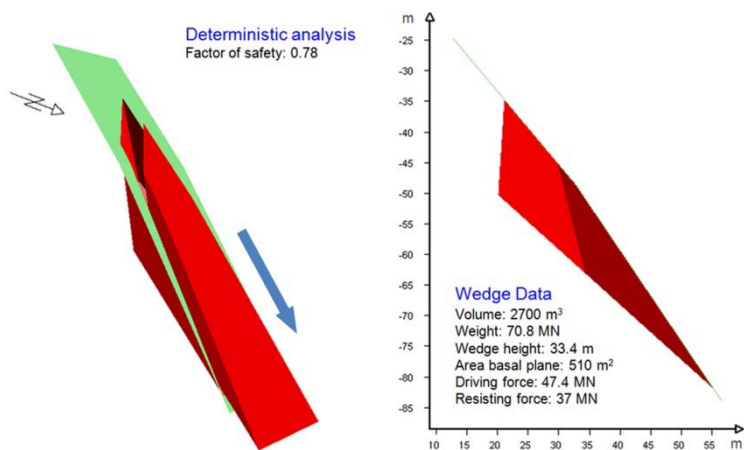 Deterministic analysis
Factor of safety: 0.78
m
-25
-30
-35
-40
-45
-50
-55
-60
-65
-70
-75
-80
-85
Wedge Data
Volume: 2700 m³
Weight: 70.8 MN
Wedge height: 33.4 m
Area basal plane: 510 m²
Driving force: 47.4 MN
Resisting force: 37 MN
10 15 20 25 30 35 40 45 50 55 m